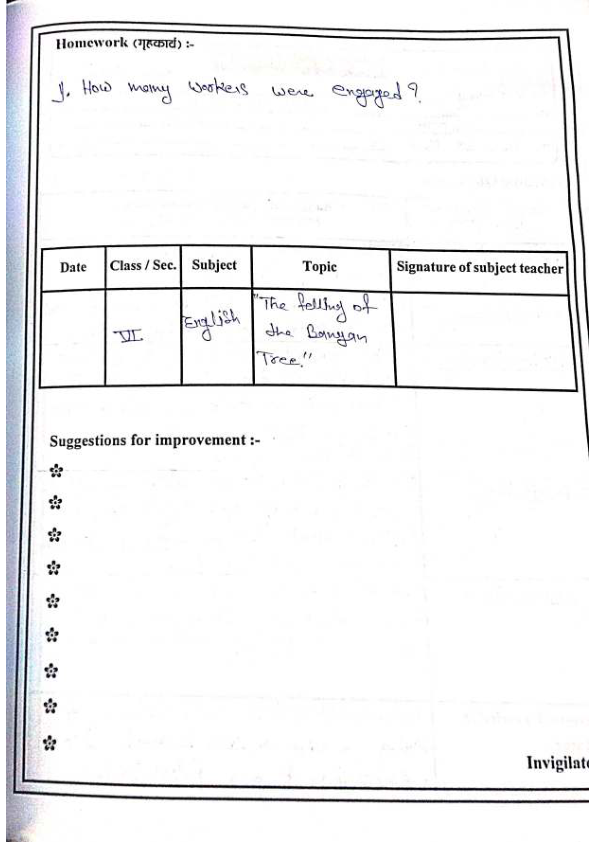 Homework (गृहकार्य) :-
1. How many workers were engaged ?
Date Class / Sec. Subject Topic Signature of subject teacher
VI English "The felling of
the Banyan
Tree."
Suggestions for improvement :-
Invigilato